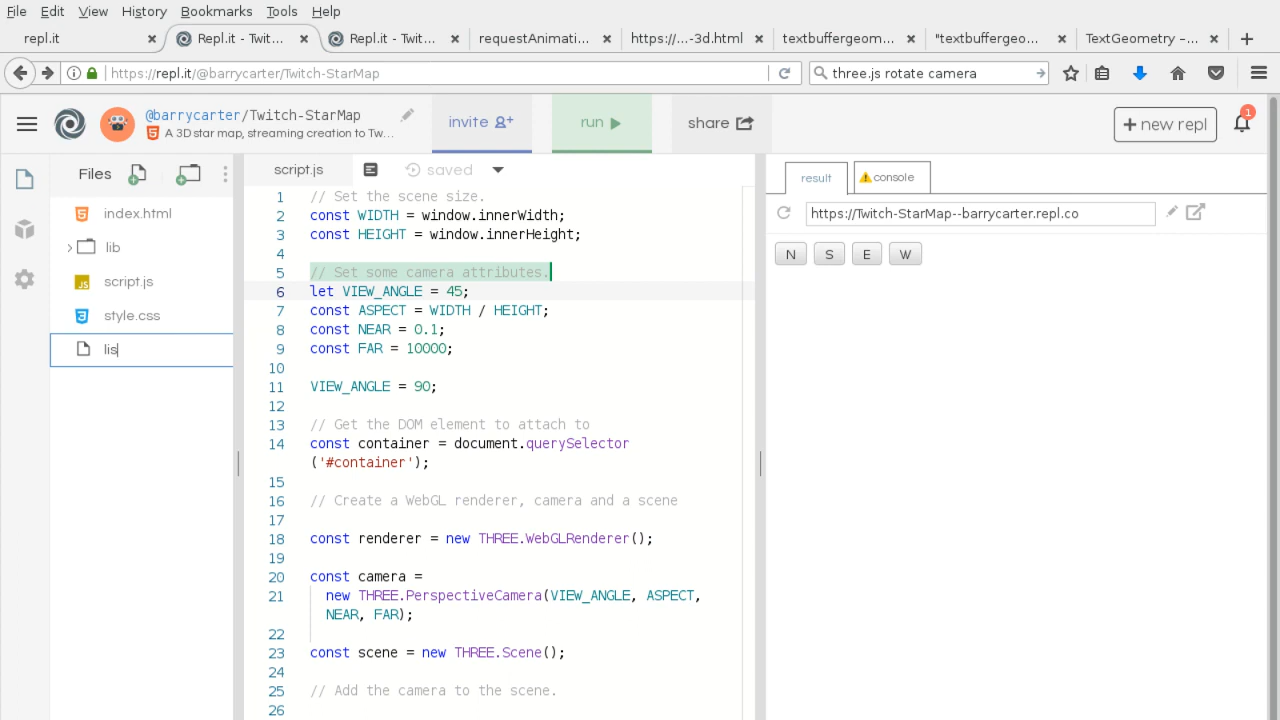 File Edit View History Bookmarks Tools Help
repl.it Repl.it - Twit... Repl.it - Twit... requestAnimati... https://...-3d.html textbuffergeom... "textbuffergeo... TextGeometry –...
https://repl.it/@barrycarter/Twitch-StarMap three.js rotate camera
@barrycarter/Twitch-StarMap
A 3D star map, streaming creation to Tw...
invite run share + new repl 1
Files script.js saved result console
index.html
lib
script.js
style.css
lis
1 // Set the scene size.
2 const WIDTH = window.innerWidth;
3 const HEIGHT = window.innerHeight;
4
5 // Set some camera attributes.
6 let VIEW_ANGLE = 45;
7 const ASPECT = WIDTH / HEIGHT;
8 const NEAR = 0.1;
9 const FAR = 10000;
10
11 VIEW_ANGLE = 90;
12
13 // Get the DOM element to attach to
14 const container = document.querySelector
('#container');
15
16 // Create a WebGL renderer, camera and a scene
17
18 const renderer = new THREE.WebGLRenderer();
19
20 const camera =
21 new THREE.PerspectiveCamera(VIEW_ANGLE, ASPECT,
NEAR, FAR);
22
23 const scene = new THREE.Scene();
24
25 // Add the camera to the scene.
26
https://Twitch-StarMap--barrycarter.repl.co
N S E W